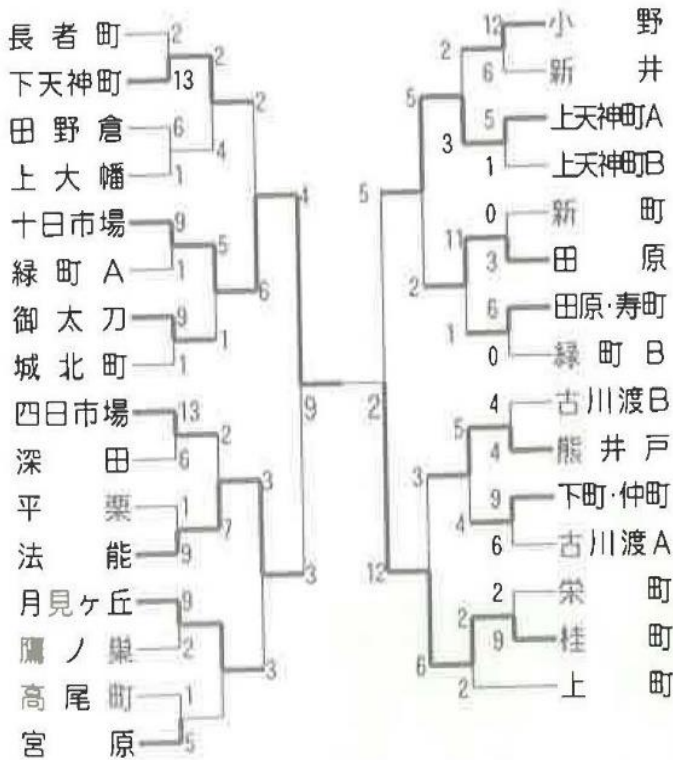 長者町 2
下天神町 13
2
田野倉 6
上大幡 1
4
2
十日市場 9
緑町A 1
5
御太刀 9
城北町 1
1
6
4
四日市場 13
深田 6
2
平栗 1
法能 9
7
3
月見ヶ丘 9
鷹ノ巣 2
高尾町 1
宮原 5
3
3
9
2
12 小野
6 新井
2
5 上天神町A
1 上天神町B
3
5
0 新町
3 田原
11
6 田原・寿町
0 緑町B
1
2
5
4 古川渡B
4 熊井戸
5
9 下町・仲町
6 古川渡A
4
3
2 栄町
9 桂町
2
上町
2
6
12